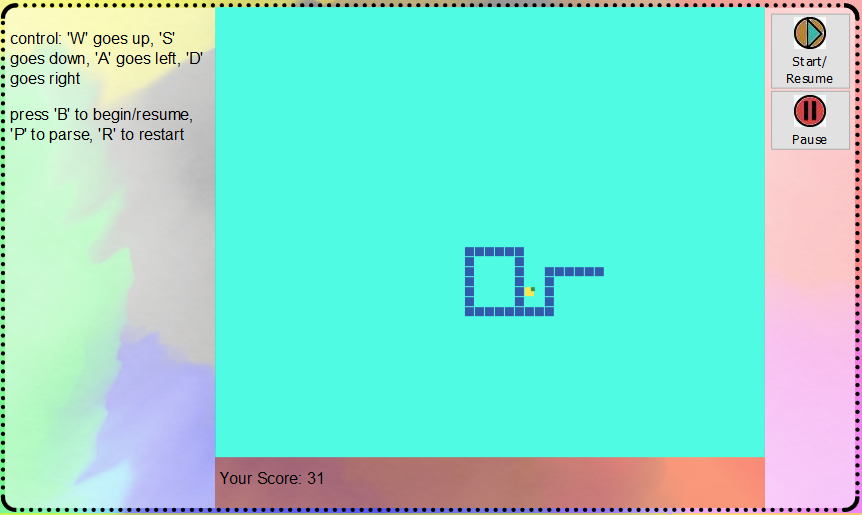 control: 'W' goes up, 'S'
goes down, 'A' goes left, 'D'
goes right
press 'B' to begin/resume,
'P' to parse, 'R' to restart
Start/
Resume
Pause
Your Score: 31